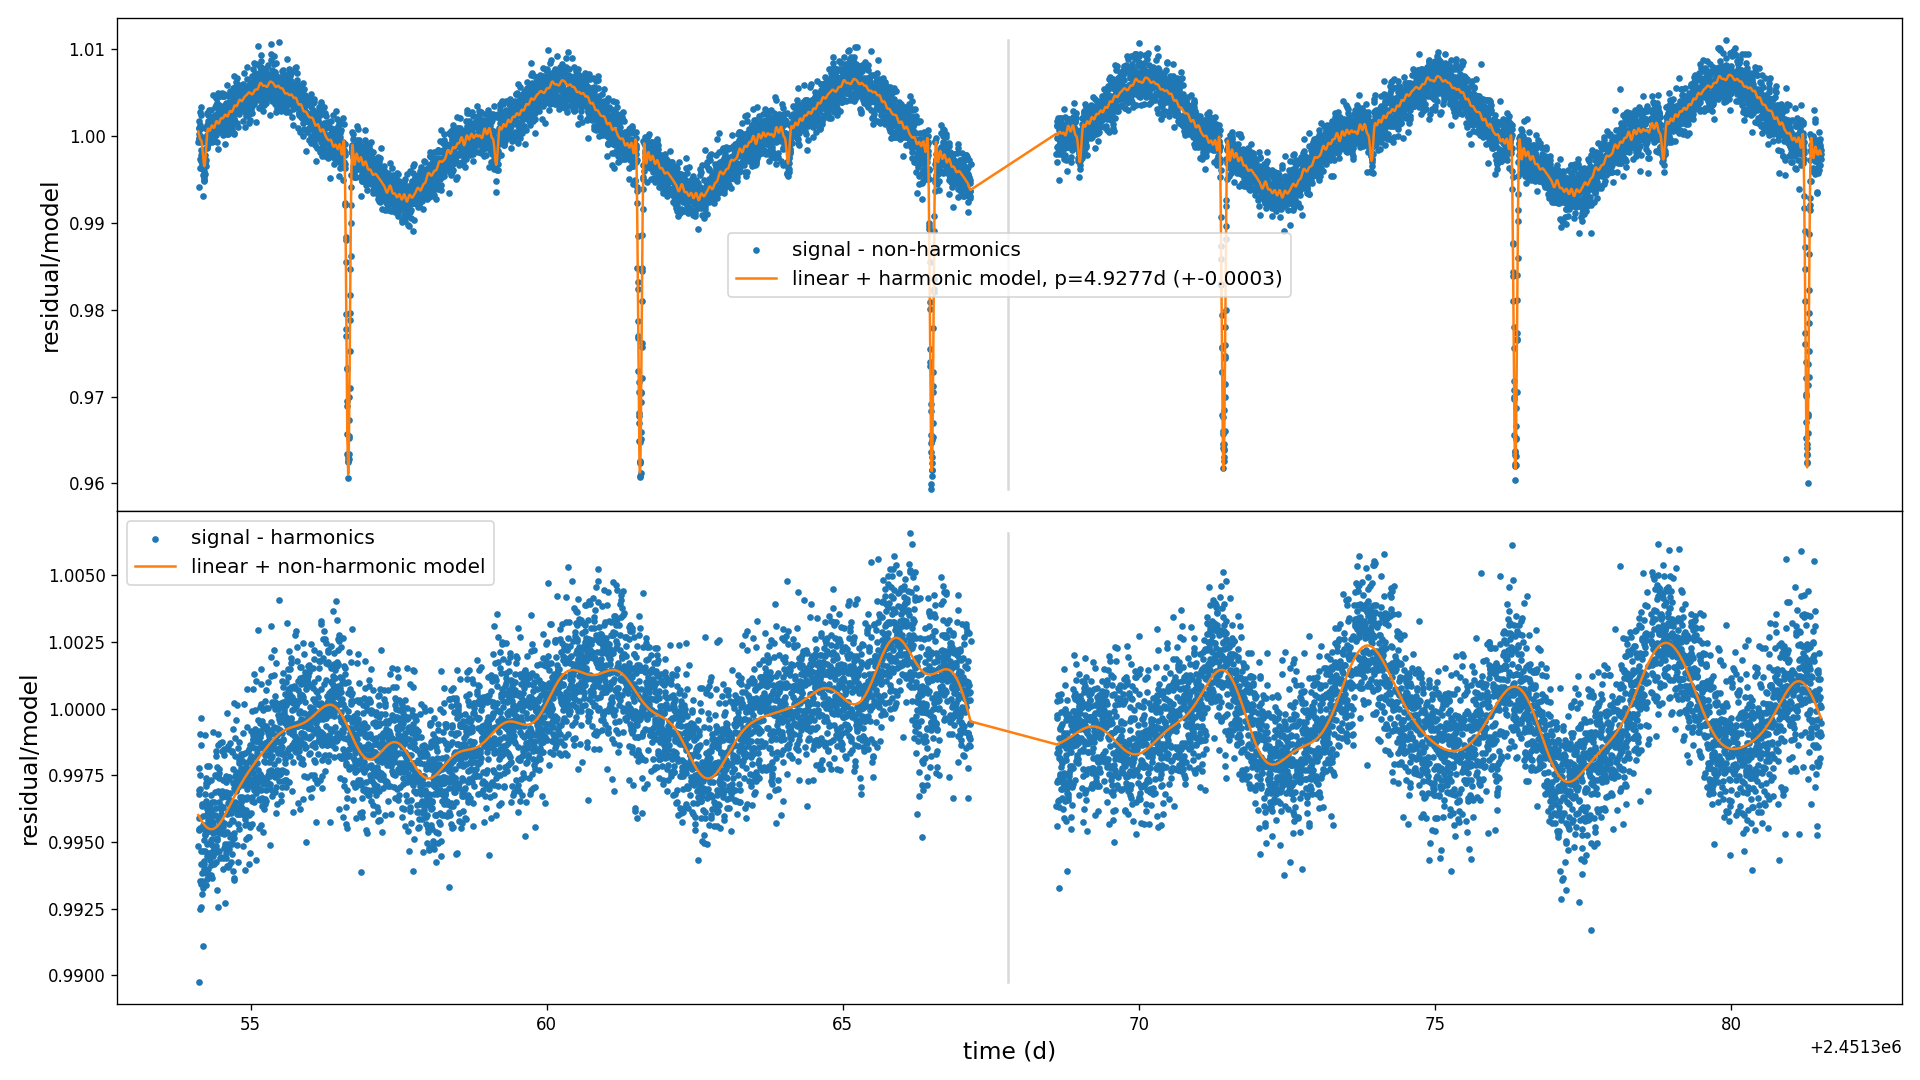 1.01
1.00
0.99
0.98
0.97
0.96
residual/model
signal - non-harmonics
linear + harmonic model, p=4.9277d (+-0.0003)
signal - harmonics
linear + non-harmonic model
1.0050
1.0025
1.0000
0.9975
0.9950
0.9925
0.9900
residual/model
55
60
65
70
75
80
time (d)
+2.4513e6